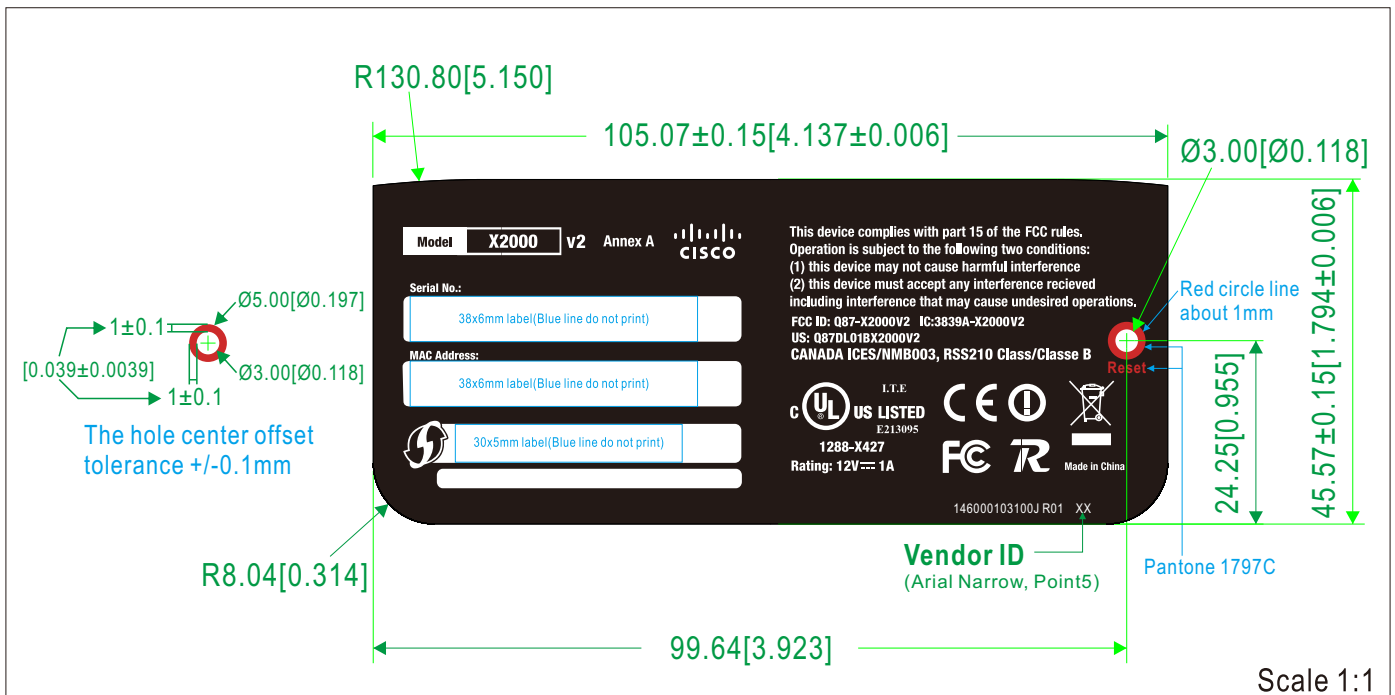 R130.80[5.150]
105.07±0.15[4.137±0.006]
Ø3.00[Ø0.118]
Model X2000 v2 Annex A CISCO
Serial No.:
38x6mm label(Blue line do not print)
MAC Address:
38x6mm label(Blue line do not print)
30x5mm label(Blue line do not print)
This device complies with part 15 of the FCC rules.
Operation is subject to the following two conditions:
(1) this device may not cause harmful interference
(2) this device must accept any interference recieved
including interference that may cause undesired operations.
FCC ID: Q87-X2000V2 IC:3839A-X2000V2
US: Q87DL01BX2000V2
CANADA ICES/NMB003, RSS210 Class/Classe B
C UL US LISTED
I.T.E
E213095
1288-X427
Rating: 12V⎓ 1A
CE
FC
R
Made in China
146000103100J R01 XX
Reset
Red circle line
about 1mm
Ø5.00[Ø0.197]
1±0.1
[0.039±0.0039]
Ø3.00[Ø0.118]
1±0.1
The hole center offset
tolerance +/-0.1mm
24.25[0.955]
45.57±0.15[1.794±0.006]
R8.04[0.314]
Vendor ID
(Arial Narrow, Point5)
Pantone 1797C
99.64[3.923]
Scale 1:1